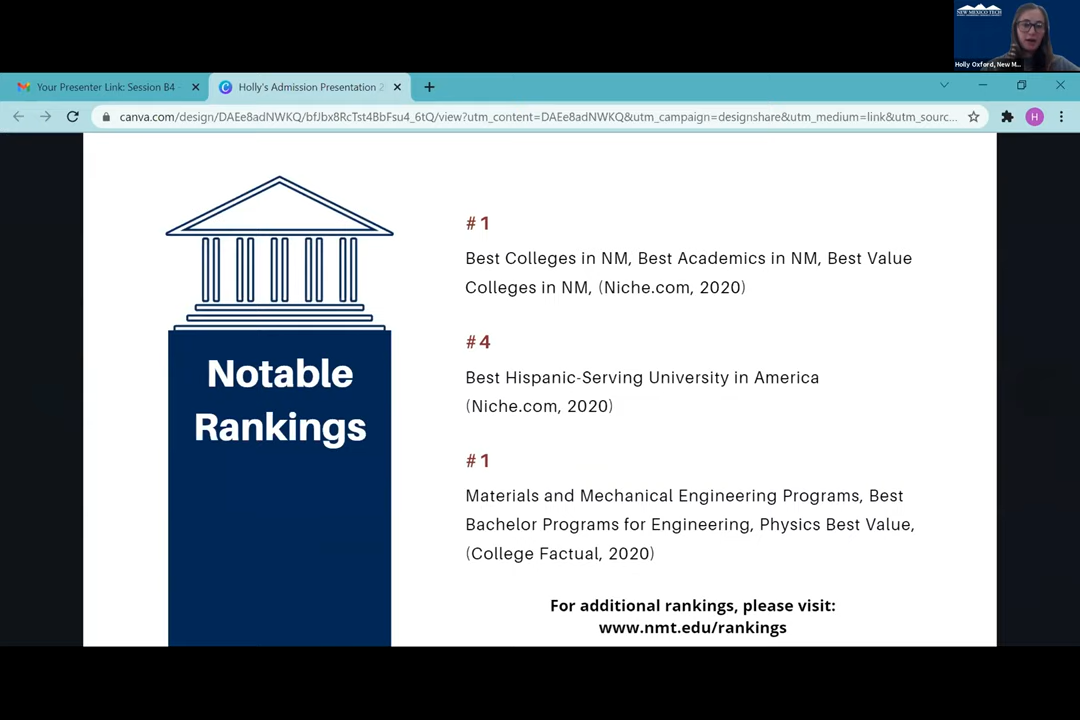 NEW MEXICO TECH
Holly Oxford, New M...
Your Presenter Link: Session B4
Holly's Admission Presentation 2
canva.com/design/DAEe8adNWKQ/bfJbx8RcTst4BbFsu4_6tQ/view?utm_content=DAEe8adNWKQ&utm_campaign=designshare&utm_medium=link&utm_sourc...
H
Notable
Rankings
#1
Best Colleges in NM, Best Academics in NM, Best Value
Colleges in NM, (Niche.com, 2020)
#4
Best Hispanic-Serving University in America
(Niche.com, 2020)
#1
Materials and Mechanical Engineering Programs, Best
Bachelor Programs for Engineering, Physics Best Value,
(College Factual, 2020)
For additional rankings, please visit:
www.nmt.edu/rankings